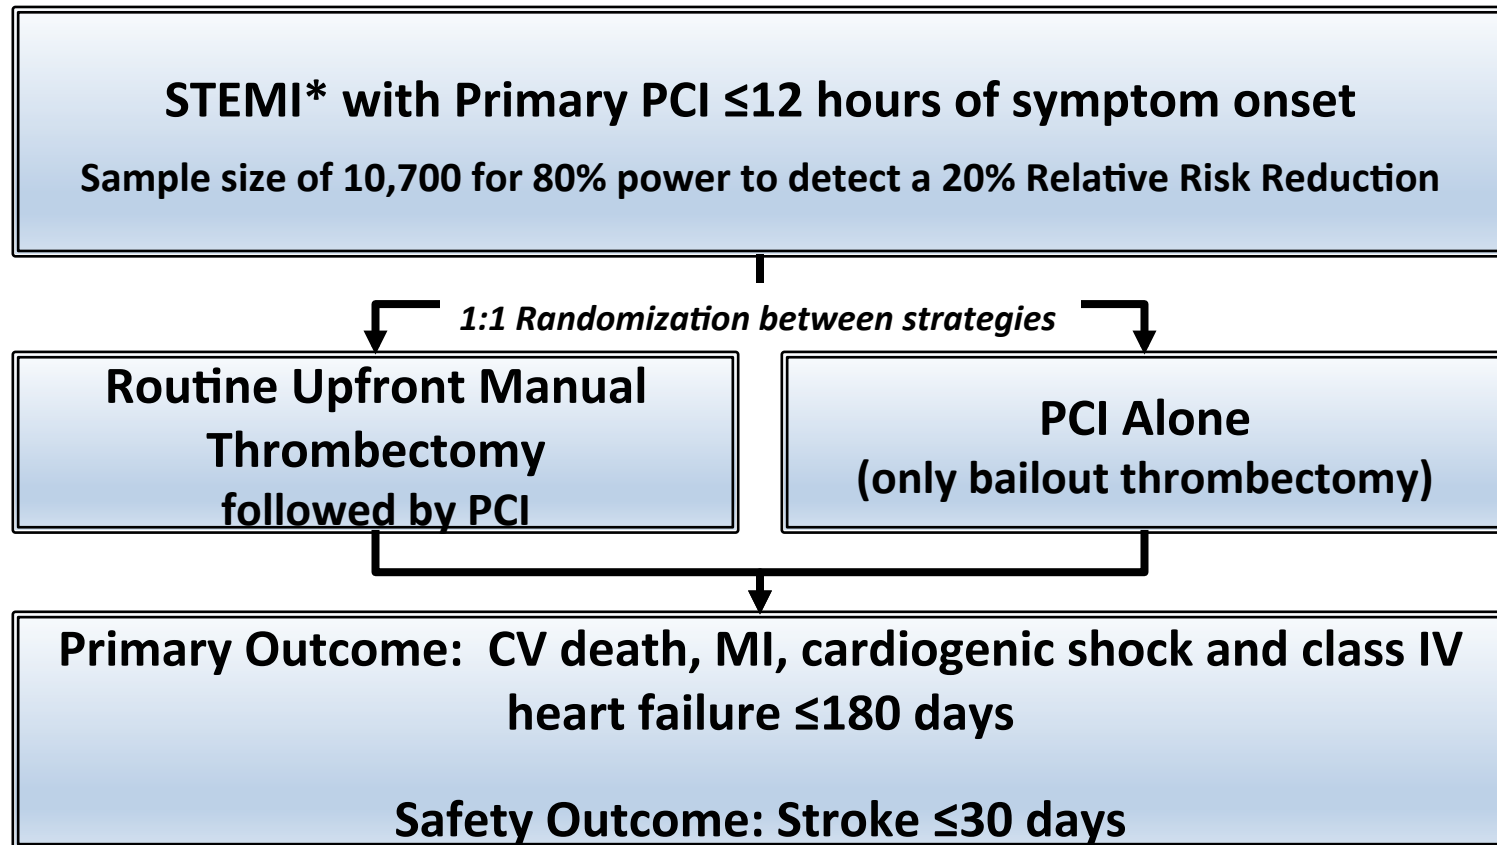 STEMI* with Primary PCI ≤12 hours of symptom onset
Sample size of 10,700 for 80% power to detect a 20% Relative Risk Reduction
1:1 Randomization between strategies
Routine Upfront Manual
Thrombectomy
followed by PCI
PCI Alone
(only bailout thrombectomy)
Primary Outcome:  CV death, MI, cardiogenic shock and class IV
heart failure ≤180 days
Safety Outcome: Stroke ≤30 days